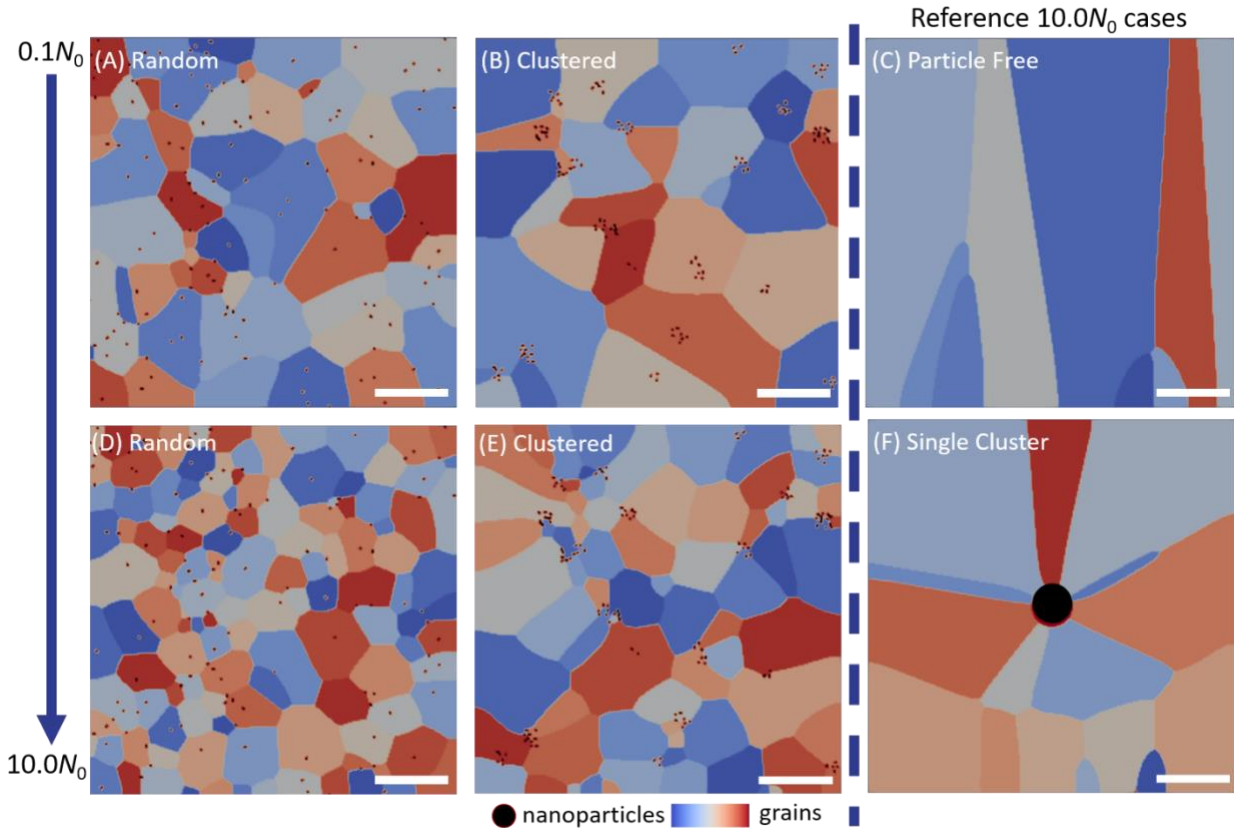 Reference 10.0N₀ cases
0.1N₀
(A) Random
(B) Clustered
(C) Particle Free
(D) Random
(E) Clustered
(F) Single Cluster
10.0N₀
nanoparticles
grains